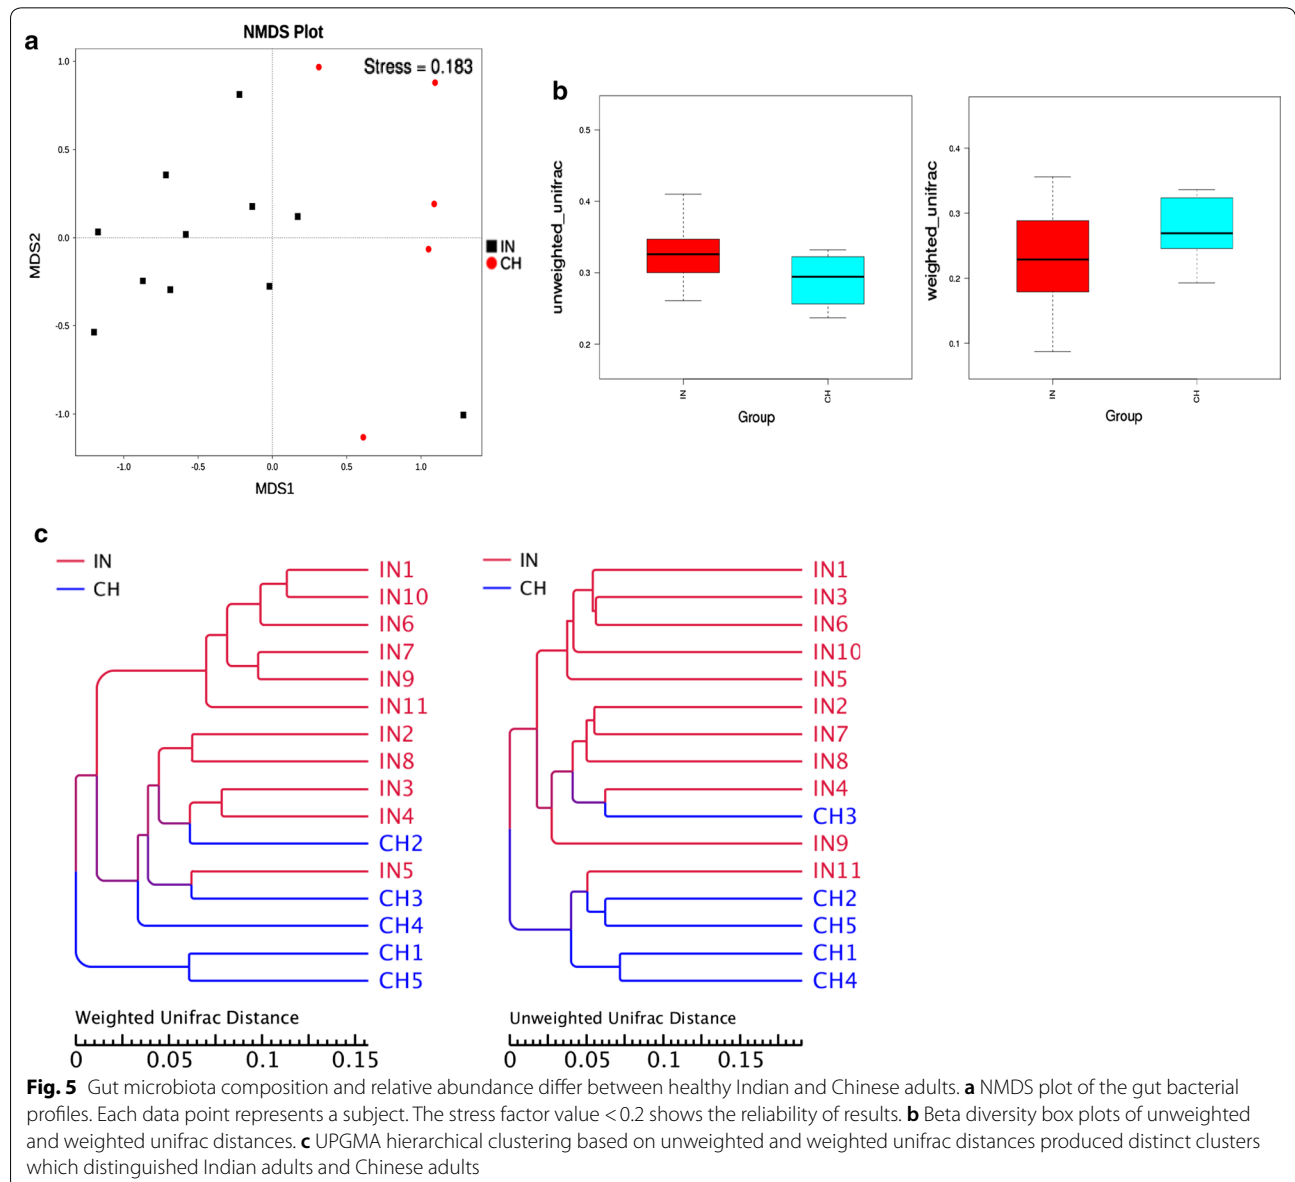 a
NMDS Plot
Stress = 0.183
1.0
0.5
0.0
-0.5
-1.0
MDS2
-1.0 -0.5 0.0 0.5 1.0
MDS1
IN
CH
b
unweighted_unifrac
0.5
0.4
0.3
0.2
IN CH
Group
weighted_unifrac
0.4
0.3
0.2
0.1
IN CH
Group
c
IN
CH
IN1
IN10
IN6
IN7
IN9
IN11
IN2
IN8
IN3
IN4
CH2
IN5
CH3
CH4
CH1
CH5
Weighted Unifrac Distance
0 0.05 0.1 0.15
IN
CH
IN1
IN3
IN6
IN10
IN5
IN2
IN7
IN8
IN4
CH3
IN9
IN11
CH2
CH5
CH1
CH4
Unweighted Unifrac Distance
0 0.05 0.1 0.15
Fig. 5 Gut microbiota composition and relative abundance differ between healthy Indian and Chinese adults. a NMDS plot of the gut bacterial
profiles. Each data point represents a subject. The stress factor value < 0.2 shows the reliability of results. b Beta diversity box plots of unweighted
and weighted unifrac distances. c UPGMA hierarchical clustering based on unweighted and weighted unifrac distances produced distinct clusters
which distinguished Indian adults and Chinese adults